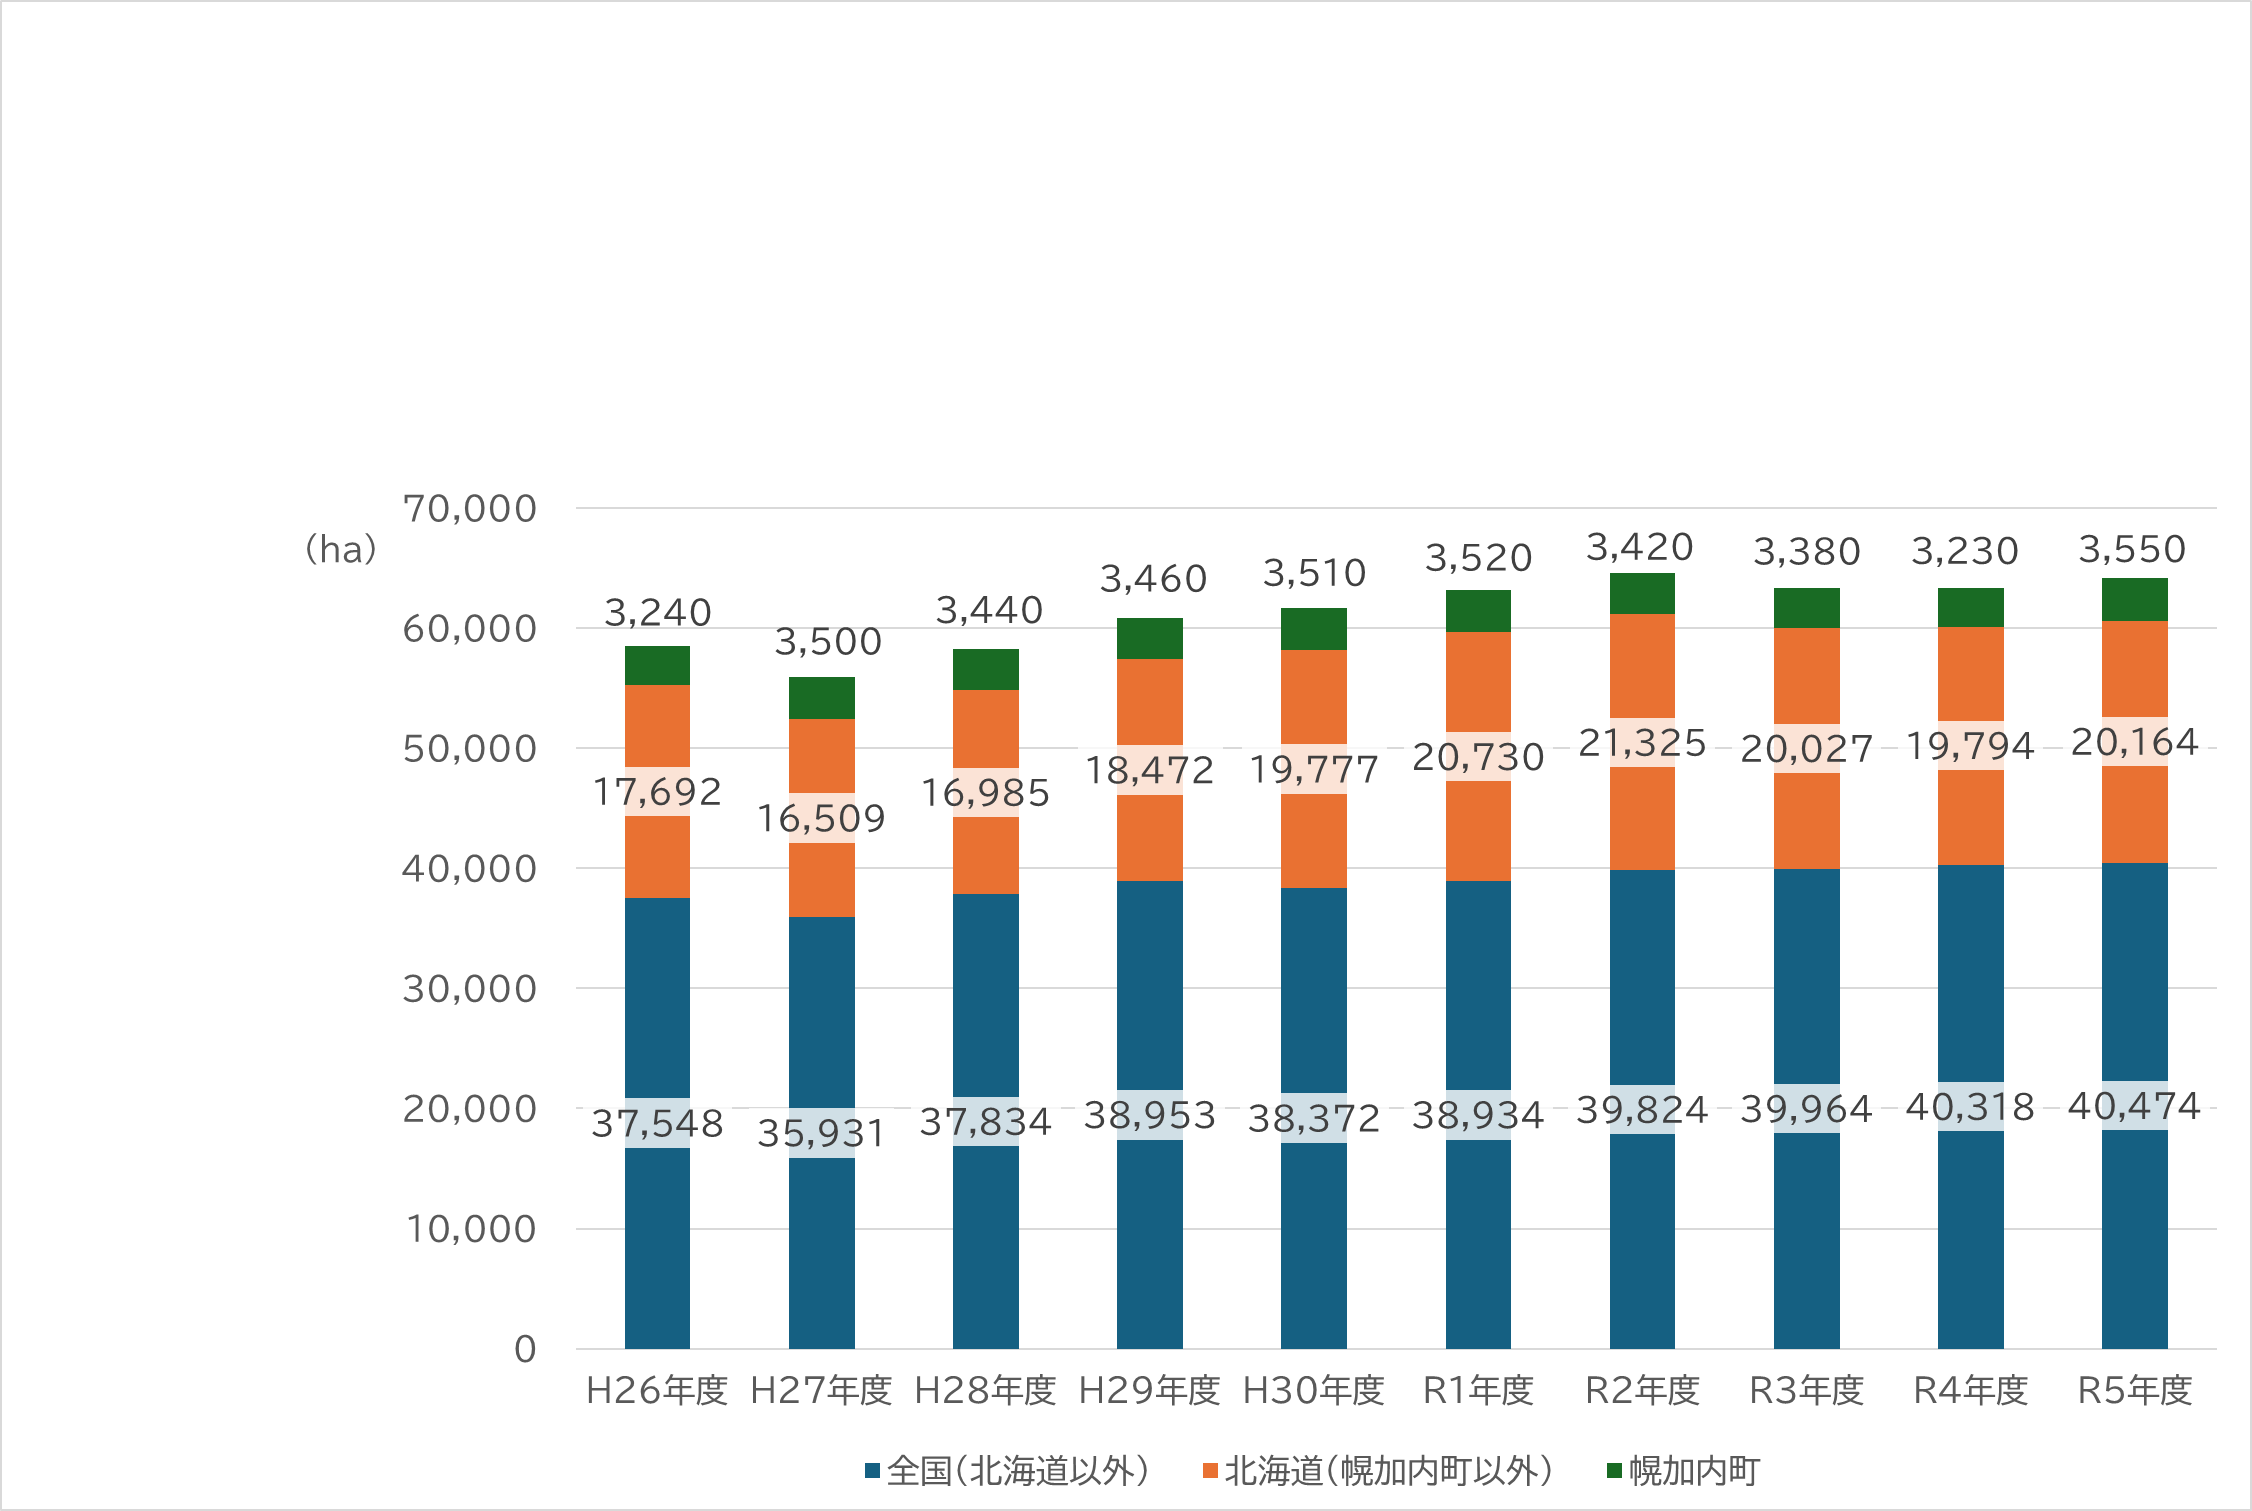 70,000
（ha）
60,000
50,000
40,000
30,000
20,000
10,000
0
3,240 3,500 3,440 3,460 3,510 3,520 3,420 3,380 3,230 3,550
17,692 16,509 16,985 18,472 19,777 20,730 21,325 20,027 19,794 20,164
37,548 35,931 37,834 38,953 38,372 38,934 39,824 39,964 40,318 40,474
H26年度 H27年度 H28年度 H29年度 H30年度 R1年度 R2年度 R3年度 R4年度 R5年度
全国（北海道以外） 北海道（幌加内町以外） 幌加内町